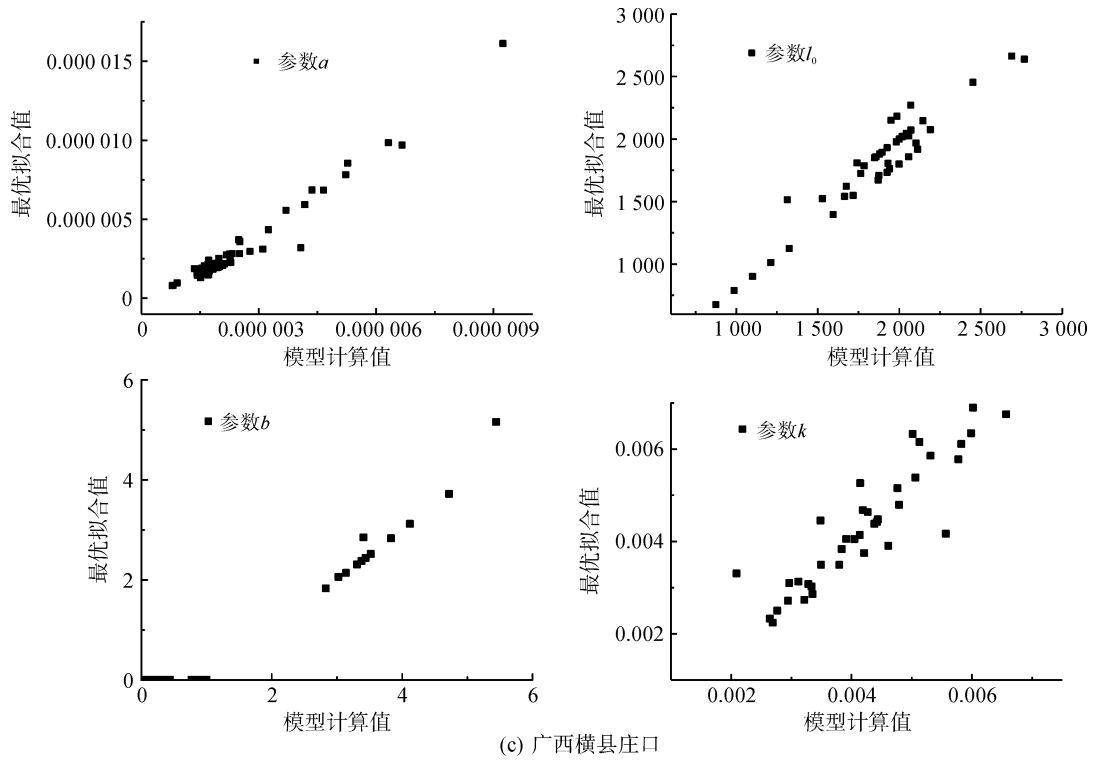 最优拟合值
0.000 015
0.000 010
0.000 005
0
参数a
0
0.000 003
0.000 006
0.000 009
模型计算值
最优拟合值
3 000
2 500
2 000
1 500
1 000
参数l₀
1 000
1 500
2 000
2 500
3 000
模型计算值
最优拟合值
6
4
2
0
参数b
0
2
4
6
模型计算值
最优拟合值
0.006
0.004
0.002
参数k
0.002
0.004
0.006
模型计算值
(c) 广西横县庄口